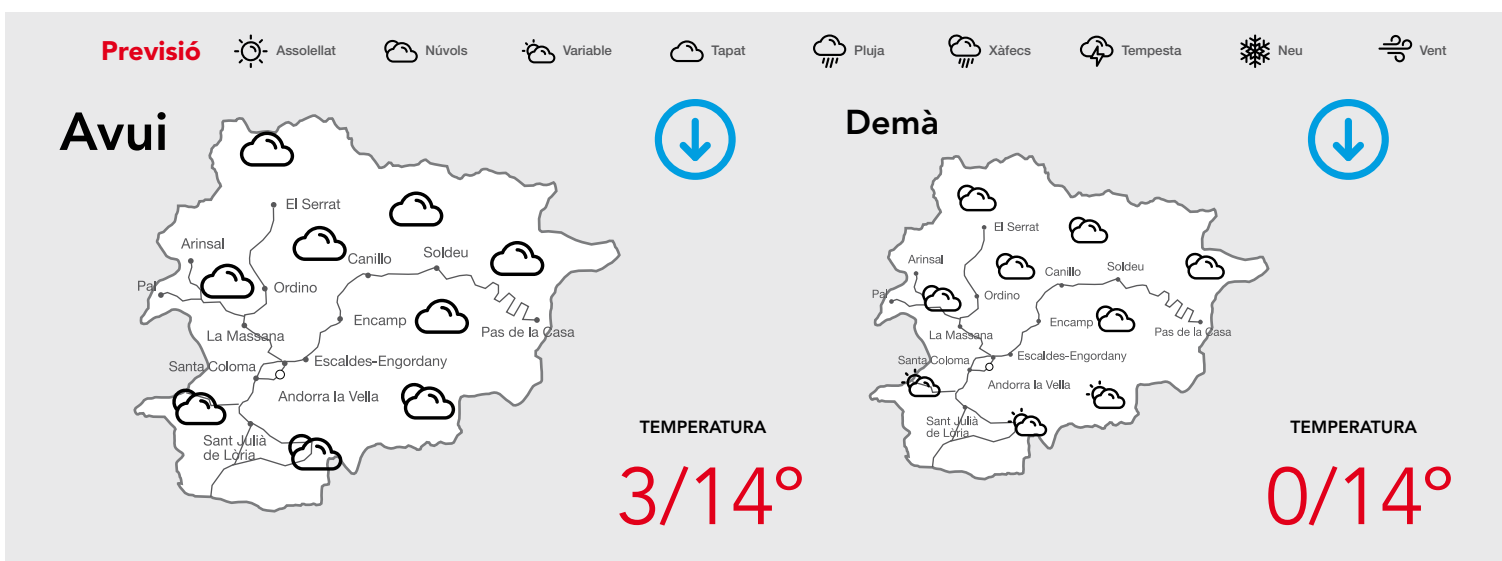 Previsió
Assolellat
Núvols
Variable
Tapat
Pluja
Xàfecs
Tempesta
Neu
Vent
Avui
El Serrat
Arinsal
Canillo
Soldeu
Pal
Ordino
Encamp
La Massana
Pas de la Casa
Santa Coloma
Escaldes-Engordany
Andorra la Vella
Sant Julià
de Lòria
TEMPERATURA
3/14°
Demà
El Serrat
Arinsal
Canillo
Soldeu
Pal
Ordino
Encamp
La Massana
Pas de la Casa
Santa Coloma
Escaldes-Engordany
Andorra la Vella
Sant Julià
de Lòria
TEMPERATURA
0/14°